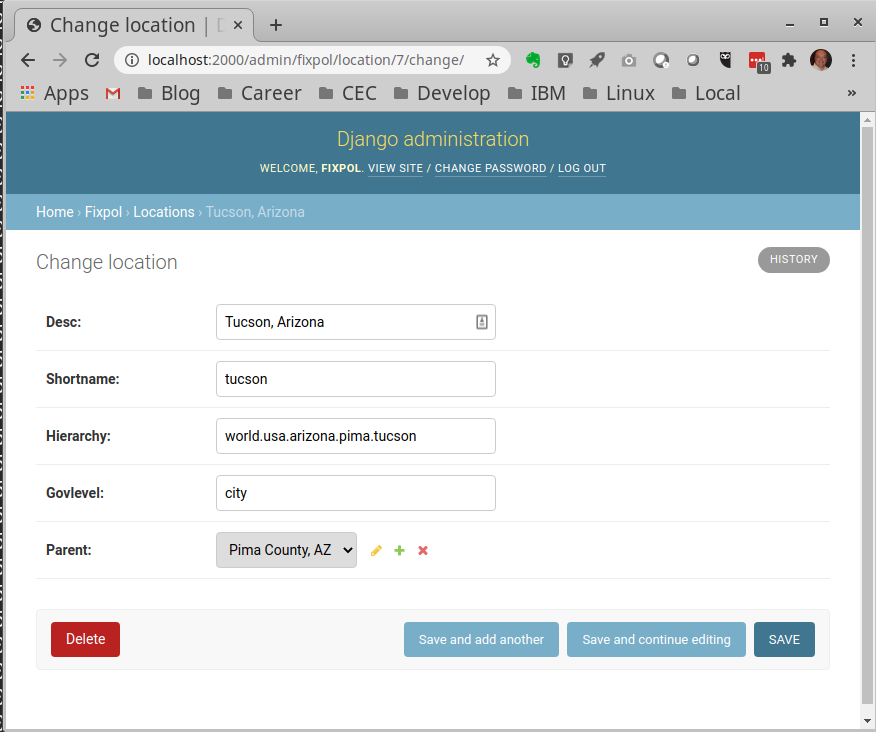 Change location | D
localhost:2000/admin/fixpol/location/7/change/
10
Apps Blog Career CEC Develop IBM Linux Local »
Django administration
WELCOME, FIXPOL. VIEW SITE / CHANGE PASSWORD / LOG OUT
Home › Fixpol › Locations › Tucson, Arizona
Change location
HISTORY
Desc: Tucson, Arizona
Shortname: tucson
Hierarchy: world.usa.arizona.pima.tucson
Govlevel: city
Parent: Pima County, AZ
Delete Save and add another Save and continue editing SAVE